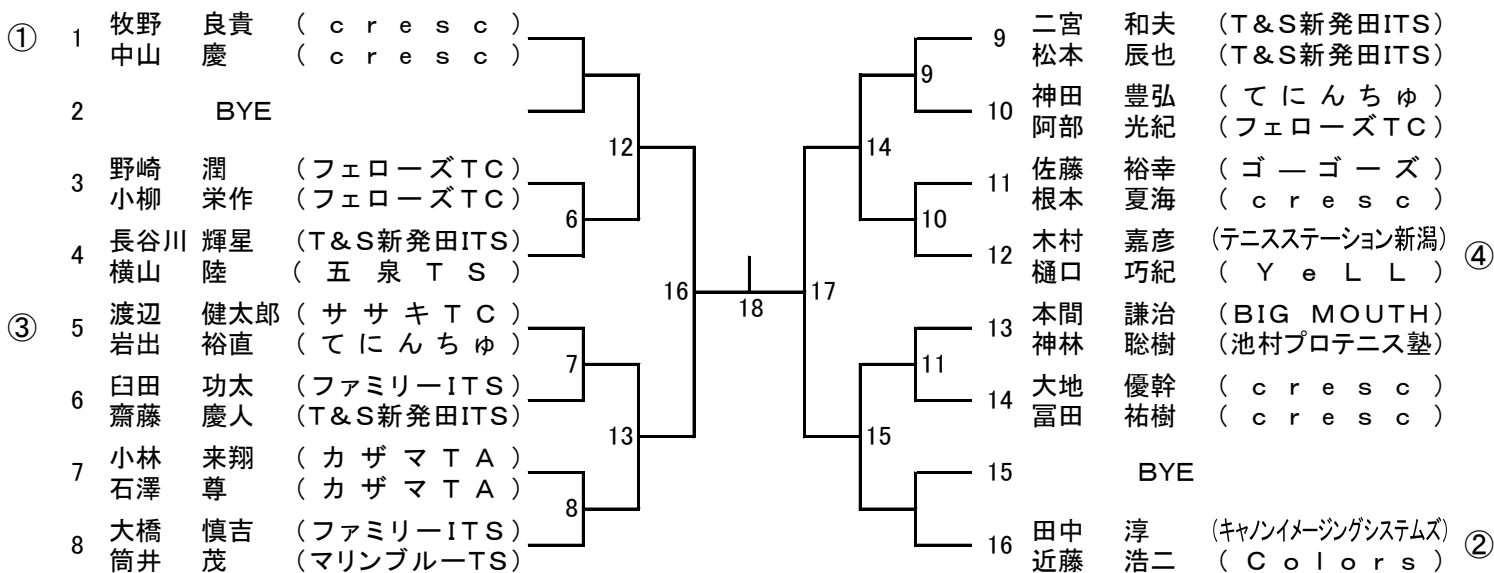 ① 1 牧野 良貴 (cresc)
中山 慶 (cresc)
2 BYE
3 野崎 潤 (フェローズTC)
小柳 栄作 (フェローズTC)
4 長谷川 輝星 (T&S新発田ITS)
横山 陸 (五泉TS)
③ 5 渡辺 健太郎 (ササキTC)
岩出 裕直 (てにんちゅ)
6 臼田 功太 (ファミリーITS)
齋藤 慶人 (T&S新発田ITS)
7 小林 来翔 (カザマTA)
石澤 尊 (カザマTA)
8 大橋 慎吉 (ファミリーITS)
筒井 茂 (マリンブルーTS)
12
6
16
7
13
8
18
9
14
10
17
11
15
9 二宮 和夫 (T&S新発田ITS)
松本 辰也 (T&S新発田ITS)
10 神田 豊弘 (てにんちゅ)
阿部 光紀 (フェローズTC)
11 佐藤 裕幸 (ゴ―ゴーズ)
根本 夏海 (cresc)
12 木村 嘉彦 (テニスステーション新潟) ④
樋口 巧紀 (YeLL)
13 本間 謙治 (BIG MOUTH)
神林 聡樹 (池村プロテニス塾)
14 大地 優幹 (cresc)
冨田 祐樹 (cresc)
15 BYE
16 田中 淳 (キャノンイメージングシステムズ) ②
近藤 浩二 (Colors)